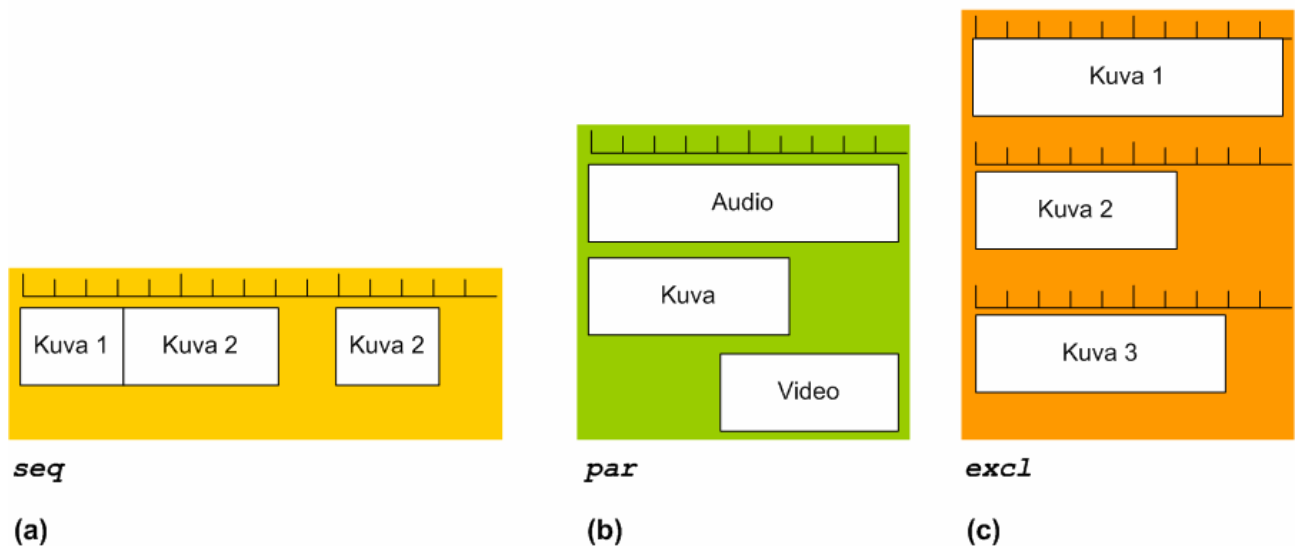 Kuva 1 Kuva 2 Kuva 2
seq
(a)
Audio
Kuva
Video
par
(b)
Kuva 1
Kuva 2
Kuva 3
excl
(c)